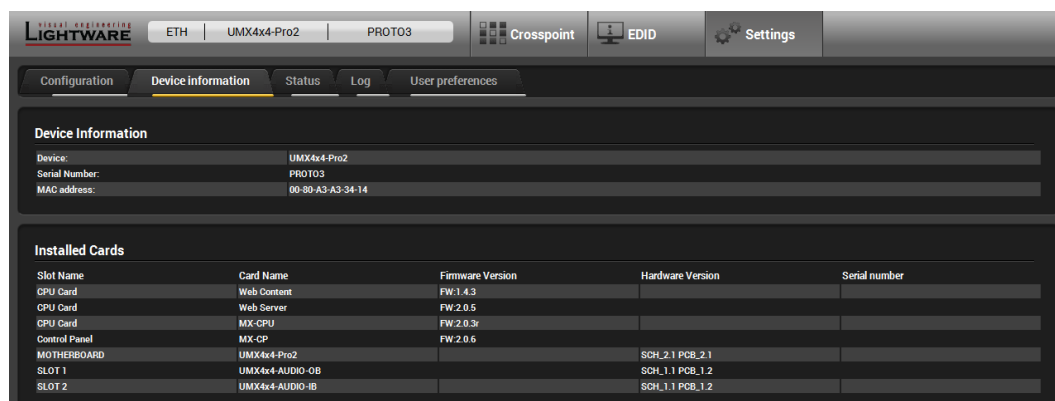 visual engineering
LIGHTWARE
ETH UMX4x4-Pro2 PROTO3 Crosspoint EDID Settings
Configuration Device information Status Log User preferences
Device Information
Device: UMX4x4-Pro2
Serial Number: PROTO3
MAC address: 00-80-A3-A3-34-14
Installed Cards
Slot Name Card Name Firmware Version Hardware Version Serial number
CPU Card Web Content FW:1.4.3
CPU Card Web Server FW:2.0.5
CPU Card MX-CPU FW:2.0.3r
Control Panel MX-CP FW:2.0.6
MOTHERBOARD UMX4x4-Pro2 SCH_2.1 PCB_2.1
SLOT 1 UMX4x4-AUDIO-OB SCH_1.1 PCB_1.2
SLOT 2 UMX4x4-AUDIO-IB SCH_1.1 PCB_1.2